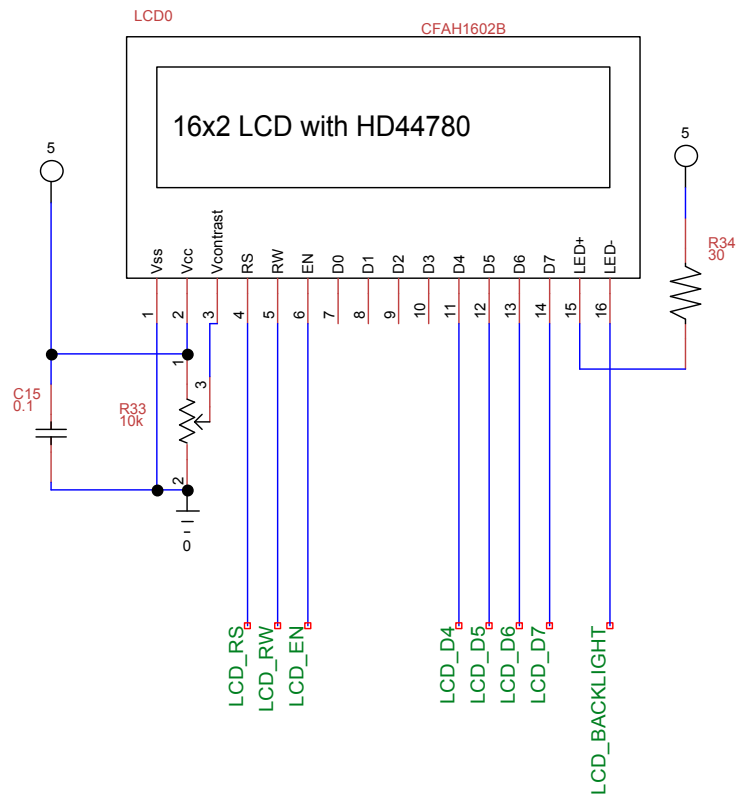 LCD0
CFAH1602B
16x2 LCD with HD44780
5
5
R34
30
Vss
Vcc
Vcontrast
RS
RW
EN
D0
D1
D2
D3
D4
D5
D6
D7
LED+
LED-
1
2
3
4
5
6
7
8
9
10
11
12
13
14
15
16
1
3
C15
0.1
R33
10k
2
0
LCD_RS
LCD_RW
LCD_EN
LCD_D4
LCD_D5
LCD_D6
LCD_D7
LCD_BACKLIGHT